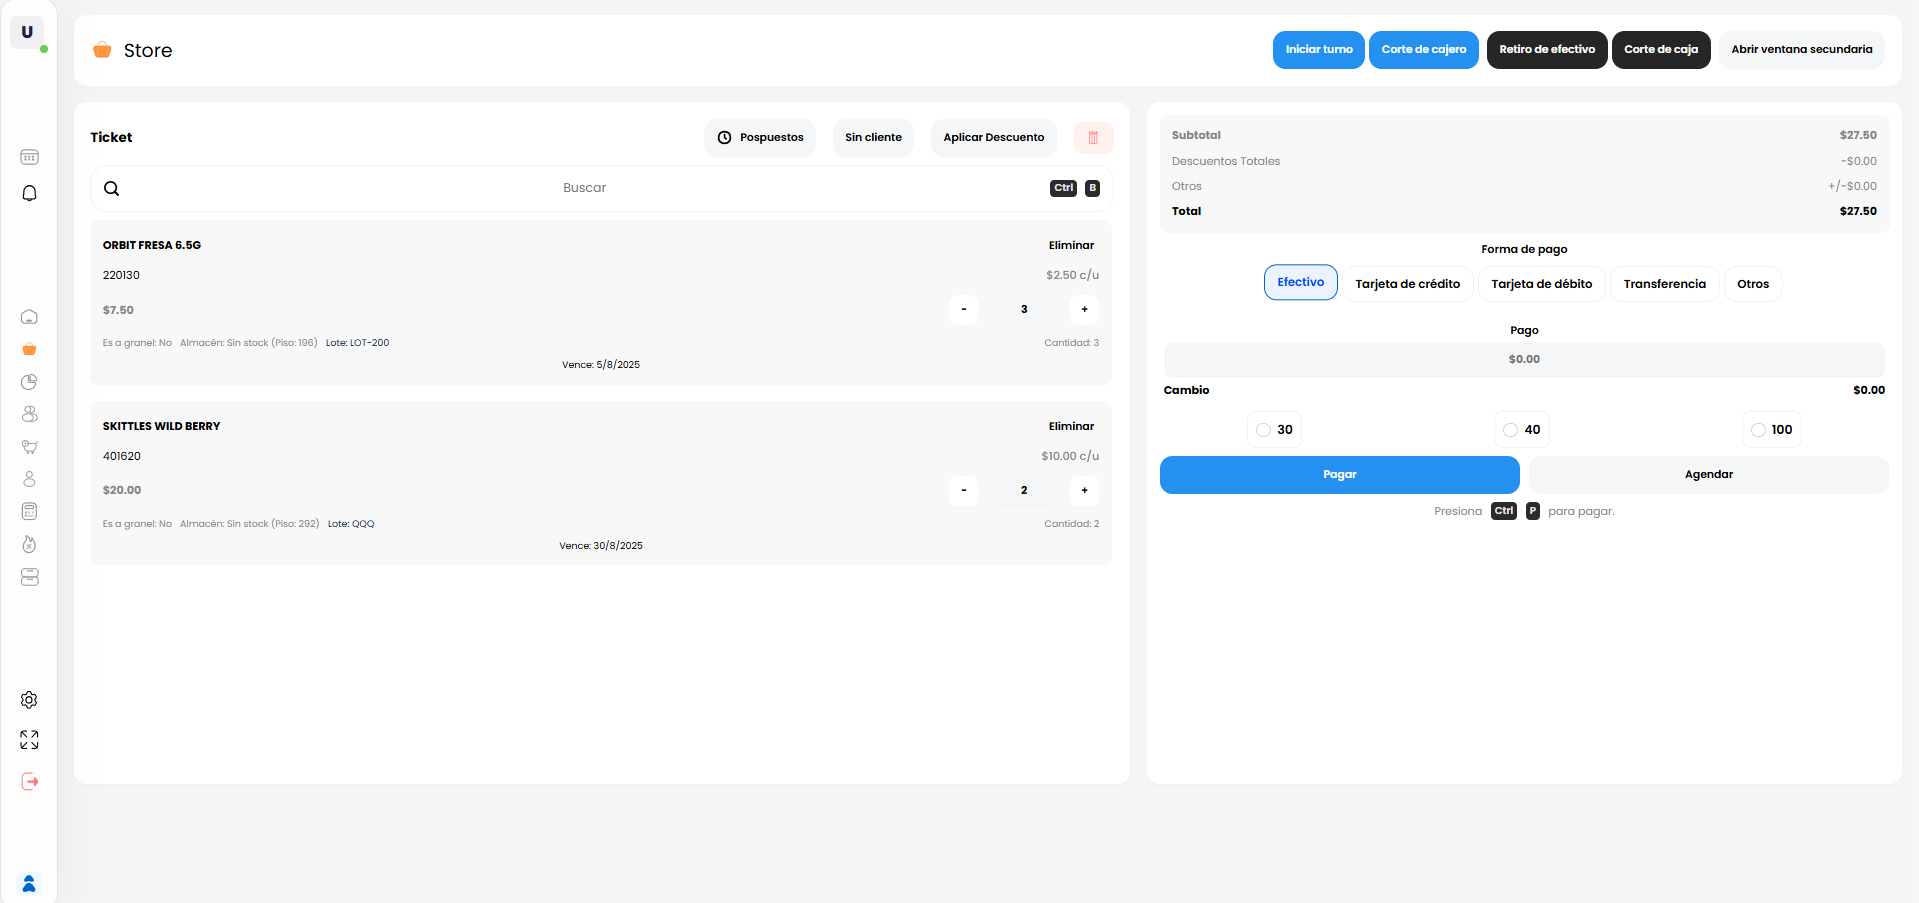 U
Store
Iniciar turno
Corte de cajero
Retiro de efectivo
Corte de caja
Abrir ventana secundaria
Ticket
Pospuestos
Sin cliente
Aplicar Descuento
Buscar
Ctrl B
ORBIT FRESA 6.5G
Eliminar
220130
$2.50 c/u
$7.50
- 3 +
Es a granel: No Almacén: Sin stock (Piso: 196) Lote: LOT-200
Cantidad: 3
Vence: 5/8/2025
SKITTLES WILD BERRY
Eliminar
401620
$10.00 c/u
$20.00
- 2 +
Es a granel: No Almacén: Sin stock (Piso: 292) Lote: QQQ
Cantidad: 2
Vence: 30/8/2025
Subtotal $27.50
Descuentos Totales -$0.00
Otros +/-$0.00
Total $27.50
Forma de pago
Efectivo
Tarjeta de crédito
Tarjeta de débito
Transferencia
Otros
Pago
$0.00
Cambio $0.00
30
40
100
Pagar
Agendar
Presiona Ctrl P para pagar.